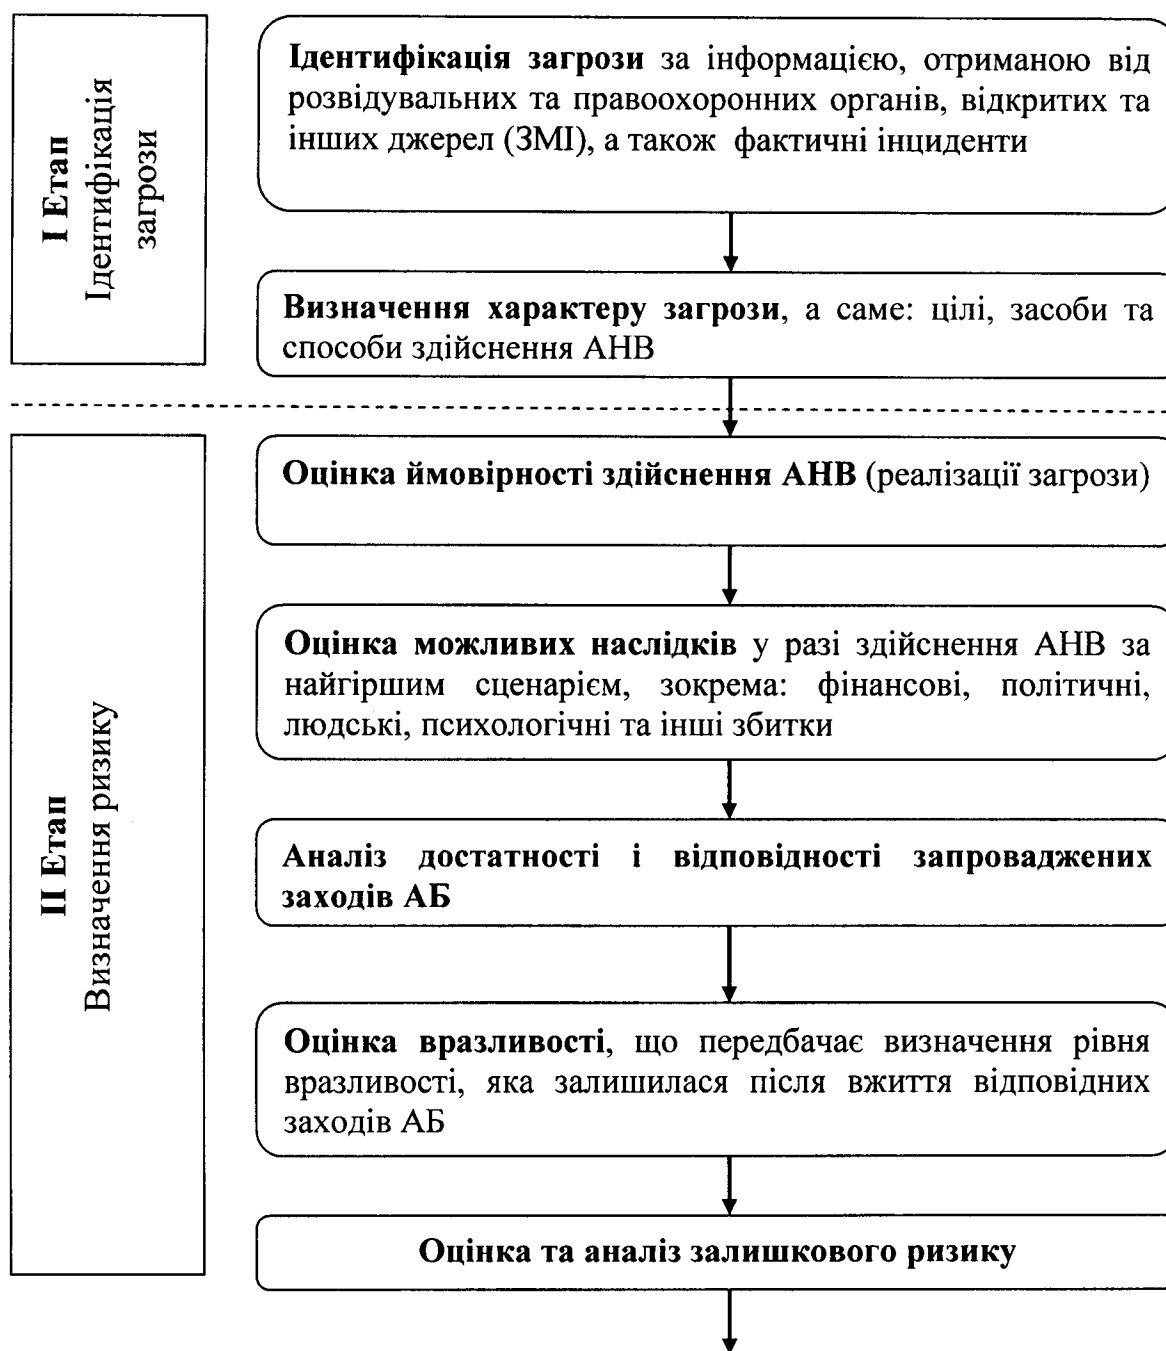 І Етап
Ідентифікація
загрози
Ідентифікація загрози за інформацією, отриманою від
розвідувальних та правоохоронних органів, відкритих та
інших джерел (ЗМІ), а також фактичні інциденти
Визначення характеру загрози, а саме: цілі, засоби та
способи здійснення АНВ
ІІ Етап
Визначення ризику
Оцінка ймовірності здійснення АНВ (реалізації загрози)
Оцінка можливих наслідків у разі здійснення АНВ за
найгіршим сценарієм, зокрема: фінансові, політичні,
людські, психологічні та інші збитки
Аналіз достатності і відповідності запроваджених
заходів АБ
Оцінка вразливості, що передбачає визначення рівня
вразливості, яка залишилася після вжиття відповідних
заходів АБ
Оцінка та аналіз залишкового ризику